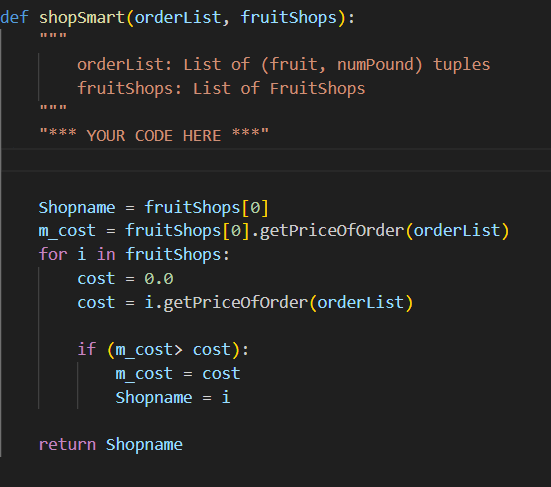 def shopSmart(orderList, fruitShops):
"""
orderList: List of (fruit, numPound) tuples
fruitShops: List of FruitShops
"""
"*** YOUR CODE HERE ***"
Shopname = fruitShops[0]
m_cost = fruitShops[0].getPriceOfOrder(orderList)
for i in fruitShops:
cost = 0.0
cost = i.getPriceOfOrder(orderList)
if (m_cost> cost):
m_cost = cost
Shopname = i
return Shopname